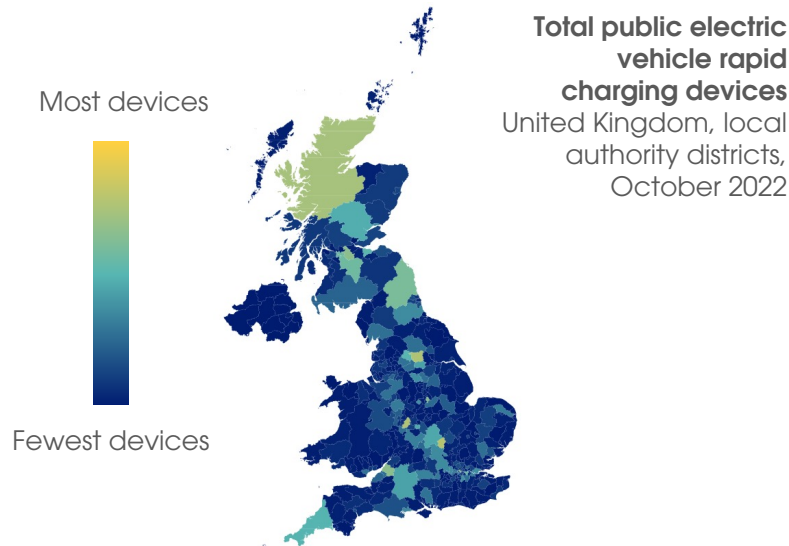 Total public electric
vehicle rapid
charging devices
United Kingdom, local
authority districts,
October 2022
Most devices
Fewest devices